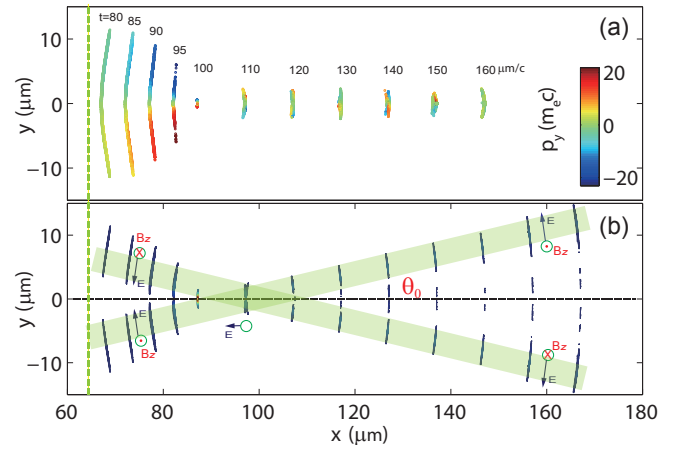 (a)
t=80 85 90 95 100 110 120 130 140 150 160 μm/c
10
0
−10
y (μm)
20
0
−20
p_y (m_e c)
(b)
10
0
−10
y (μm)
Bz E
E Bz
E
θ_0
E Bz
Bz E
60 80 100 120 140 160 180
x (μm)